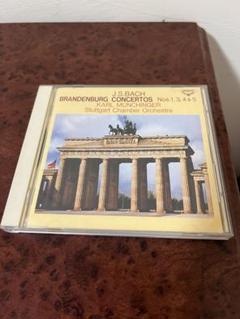 J.S.BACH
BRANDENBURG CONCERTOS Nos.1, 3, 4 & 5
KARL MÜNCHINGER
Stuttgart Chamber Orchestra